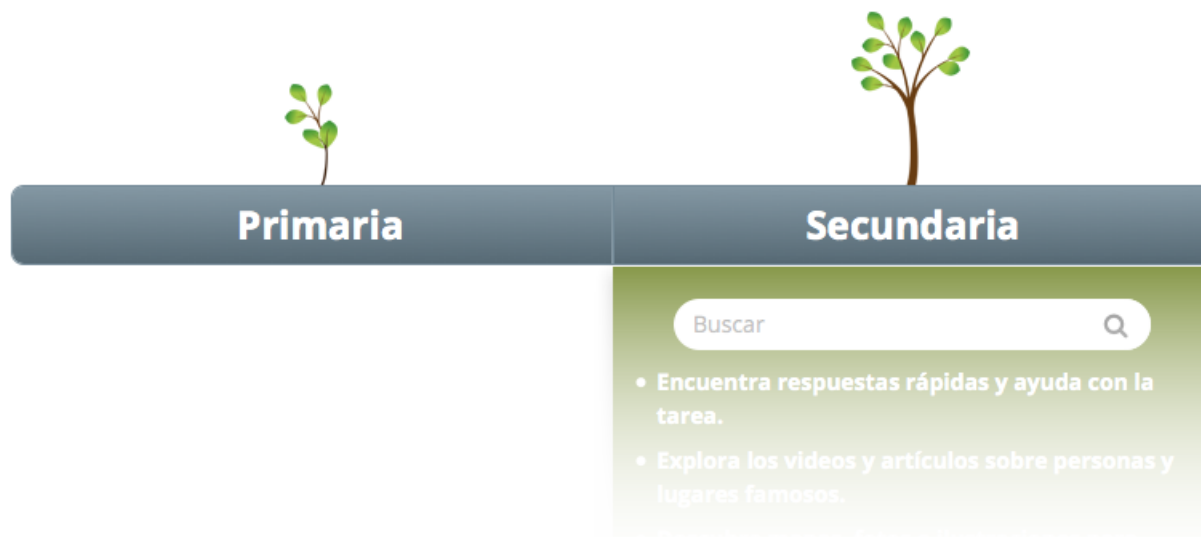 Primaria
Secundaria
Buscar
• Encuentra respuestas rápidas y ayuda con la
tarea.
• Explora los videos y artículos sobre personas y
lugares famosos.